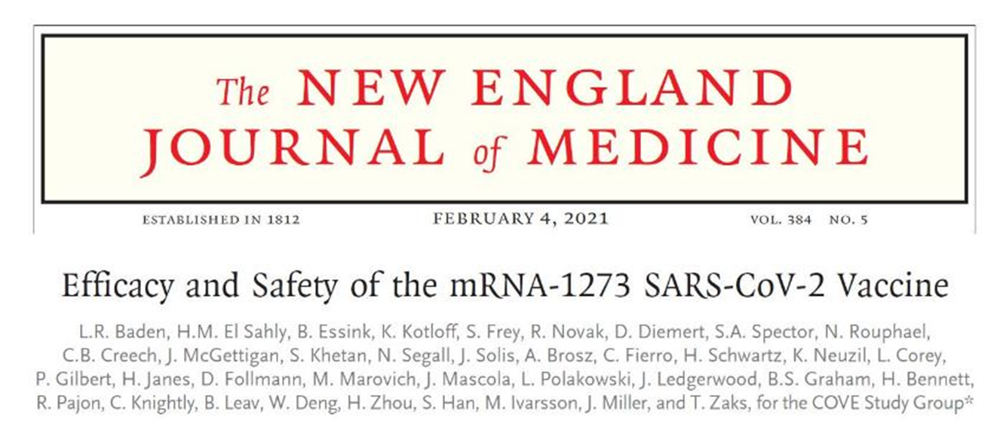 The NEW ENGLAND
JOURNAL of MEDICINE
ESTABLISHED IN 1812 FEBRUARY 4, 2021 VOL. 384 NO. 5
Efficacy and Safety of the mRNA-1273 SARS-CoV-2 Vaccine
L.R. Baden, H.M. El Sahly, B. Essink, K. Kotloff, S. Frey, R. Novak, D. Diemert, S.A. Spector, N. Rouphael,
C.B. Creech, J. McGettigan, S. Khetan, N. Segall, J. Solis, A. Brosz, C. Fierro, H. Schwartz, K. Neuzil, L. Corey,
P. Gilbert, H. Janes, D. Follmann, M. Marovich, J. Mascola, L. Polakowski, J. Ledgerwood, B.S. Graham, H. Bennett,
R. Pajon, C. Knightly, B. Leav, W. Deng, H. Zhou, S. Han, M. Ivarsson, J. Miller, and T. Zaks, for the COVE Study Group*